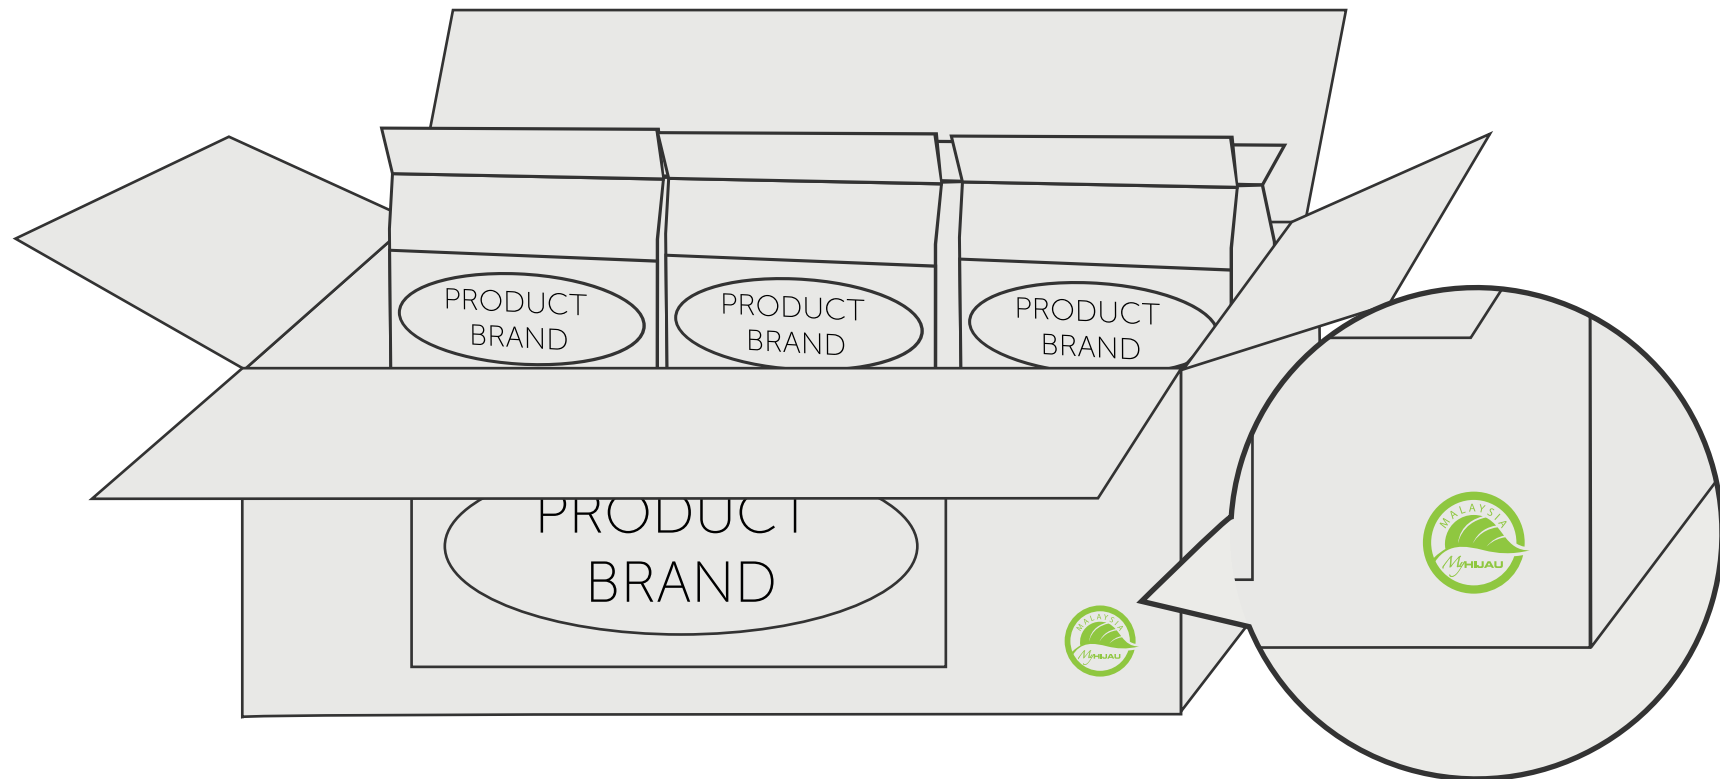 PRODUCT
BRAND
PRODUCT
BRAND
PRODUCT
BRAND
PRODUCT
BRAND
MALAYSIA
MyHIJAU
MALAYSIA
MyHIJAU